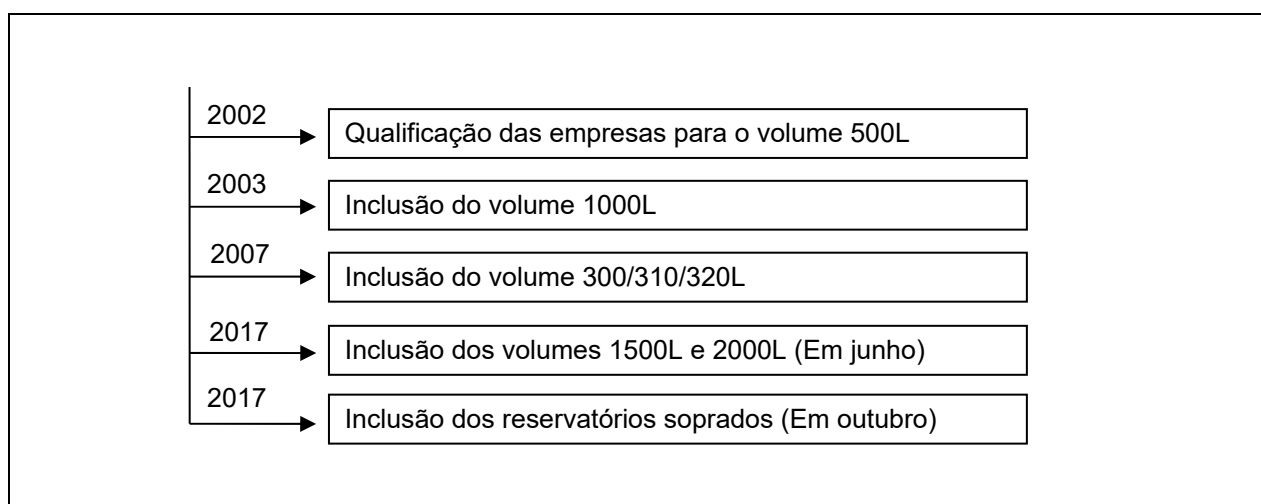 2002
Qualificação das empresas para o volume 500L
2003
Inclusão do volume 1000L
2007
Inclusão do volume 300/310/320L
2017
Inclusão dos volumes 1500L e 2000L (Em junho)
2017
Inclusão dos reservatórios soprados (Em outubro)